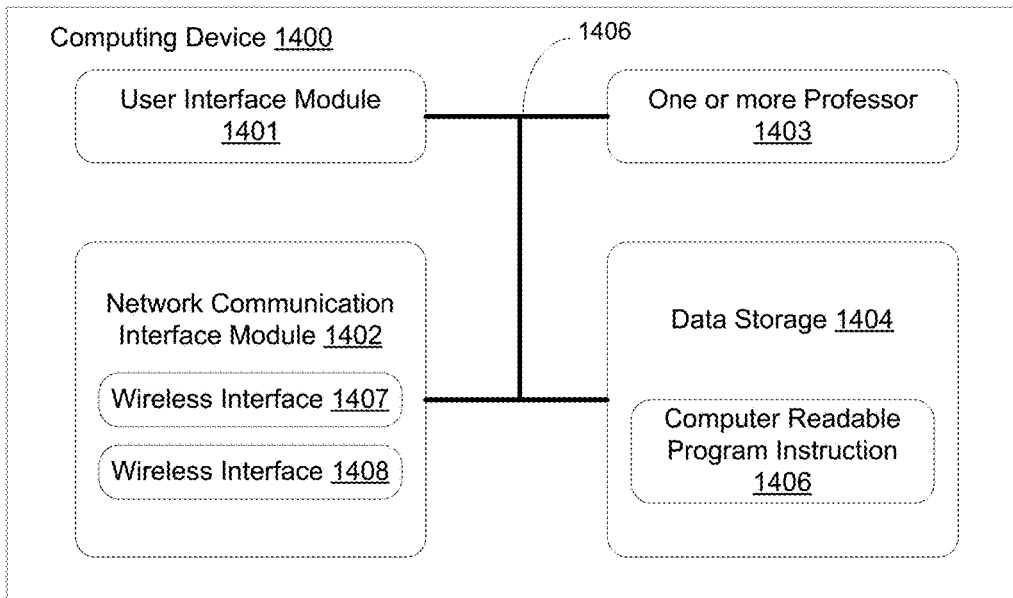 Computing Device 1400
1406
User Interface Module
1401
One or more Professor
1403
Network Communication
Interface Module 1402
Wireless Interface 1407
Wireless Interface 1408
Data Storage 1404
Computer Readable
Program Instruction
1406